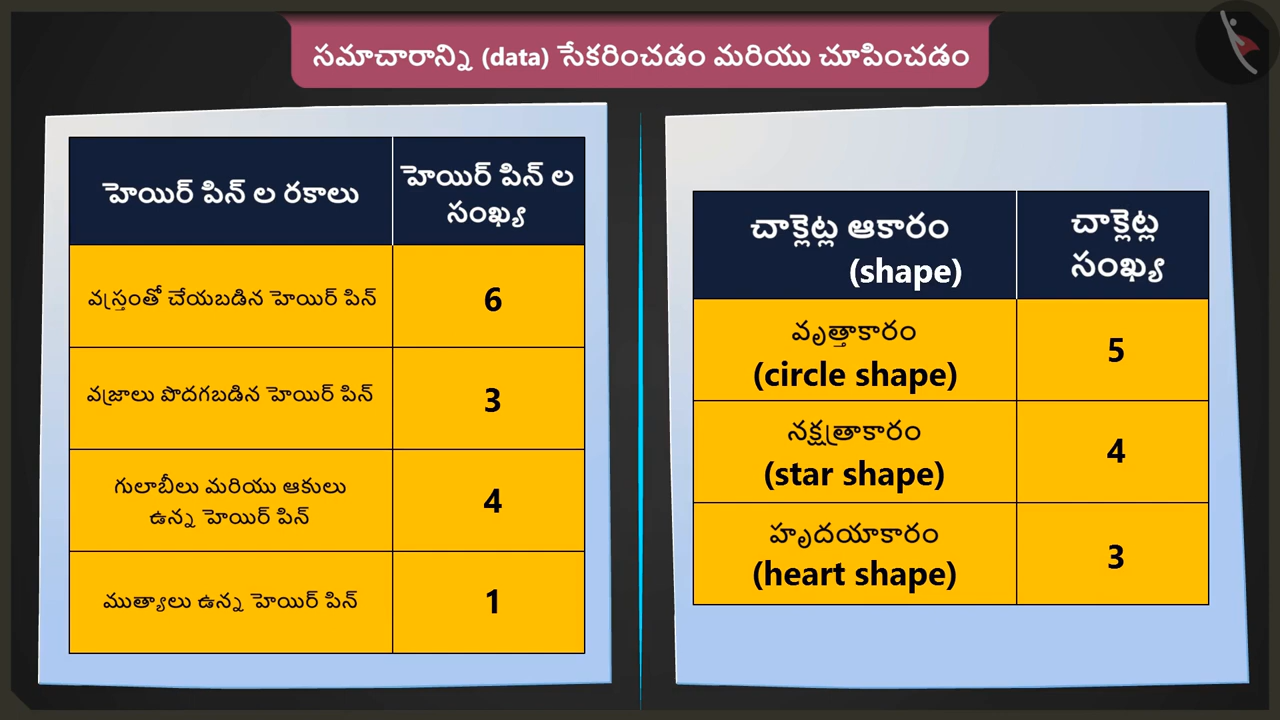 సమాచారాన్ని (data) సేకరించడం మరియు చూపించడం
హెయిర్ పిన్ ల రకాలు
హెయిర్ పిన్ ల
సంఖ్య
వస్త్రంతో చేయబడిన హెయిర్ పిన్
6
వజ్రాలు పొదగబడిన హెయిర్ పిన్
3
గులాబీలు మరియు ఆకులు
ఉన్న హెయిర్ పిన్
4
ముత్యాలు ఉన్న హెయిర్ పిన్
1
చాక్లెట్ల ఆకారం
(shape)
చాక్లెట్ల
సంఖ్య
వృత్తాకారం
(circle shape)
5
నక్షత్రాకారం
(star shape)
4
హృదయాకారం
(heart shape)
3